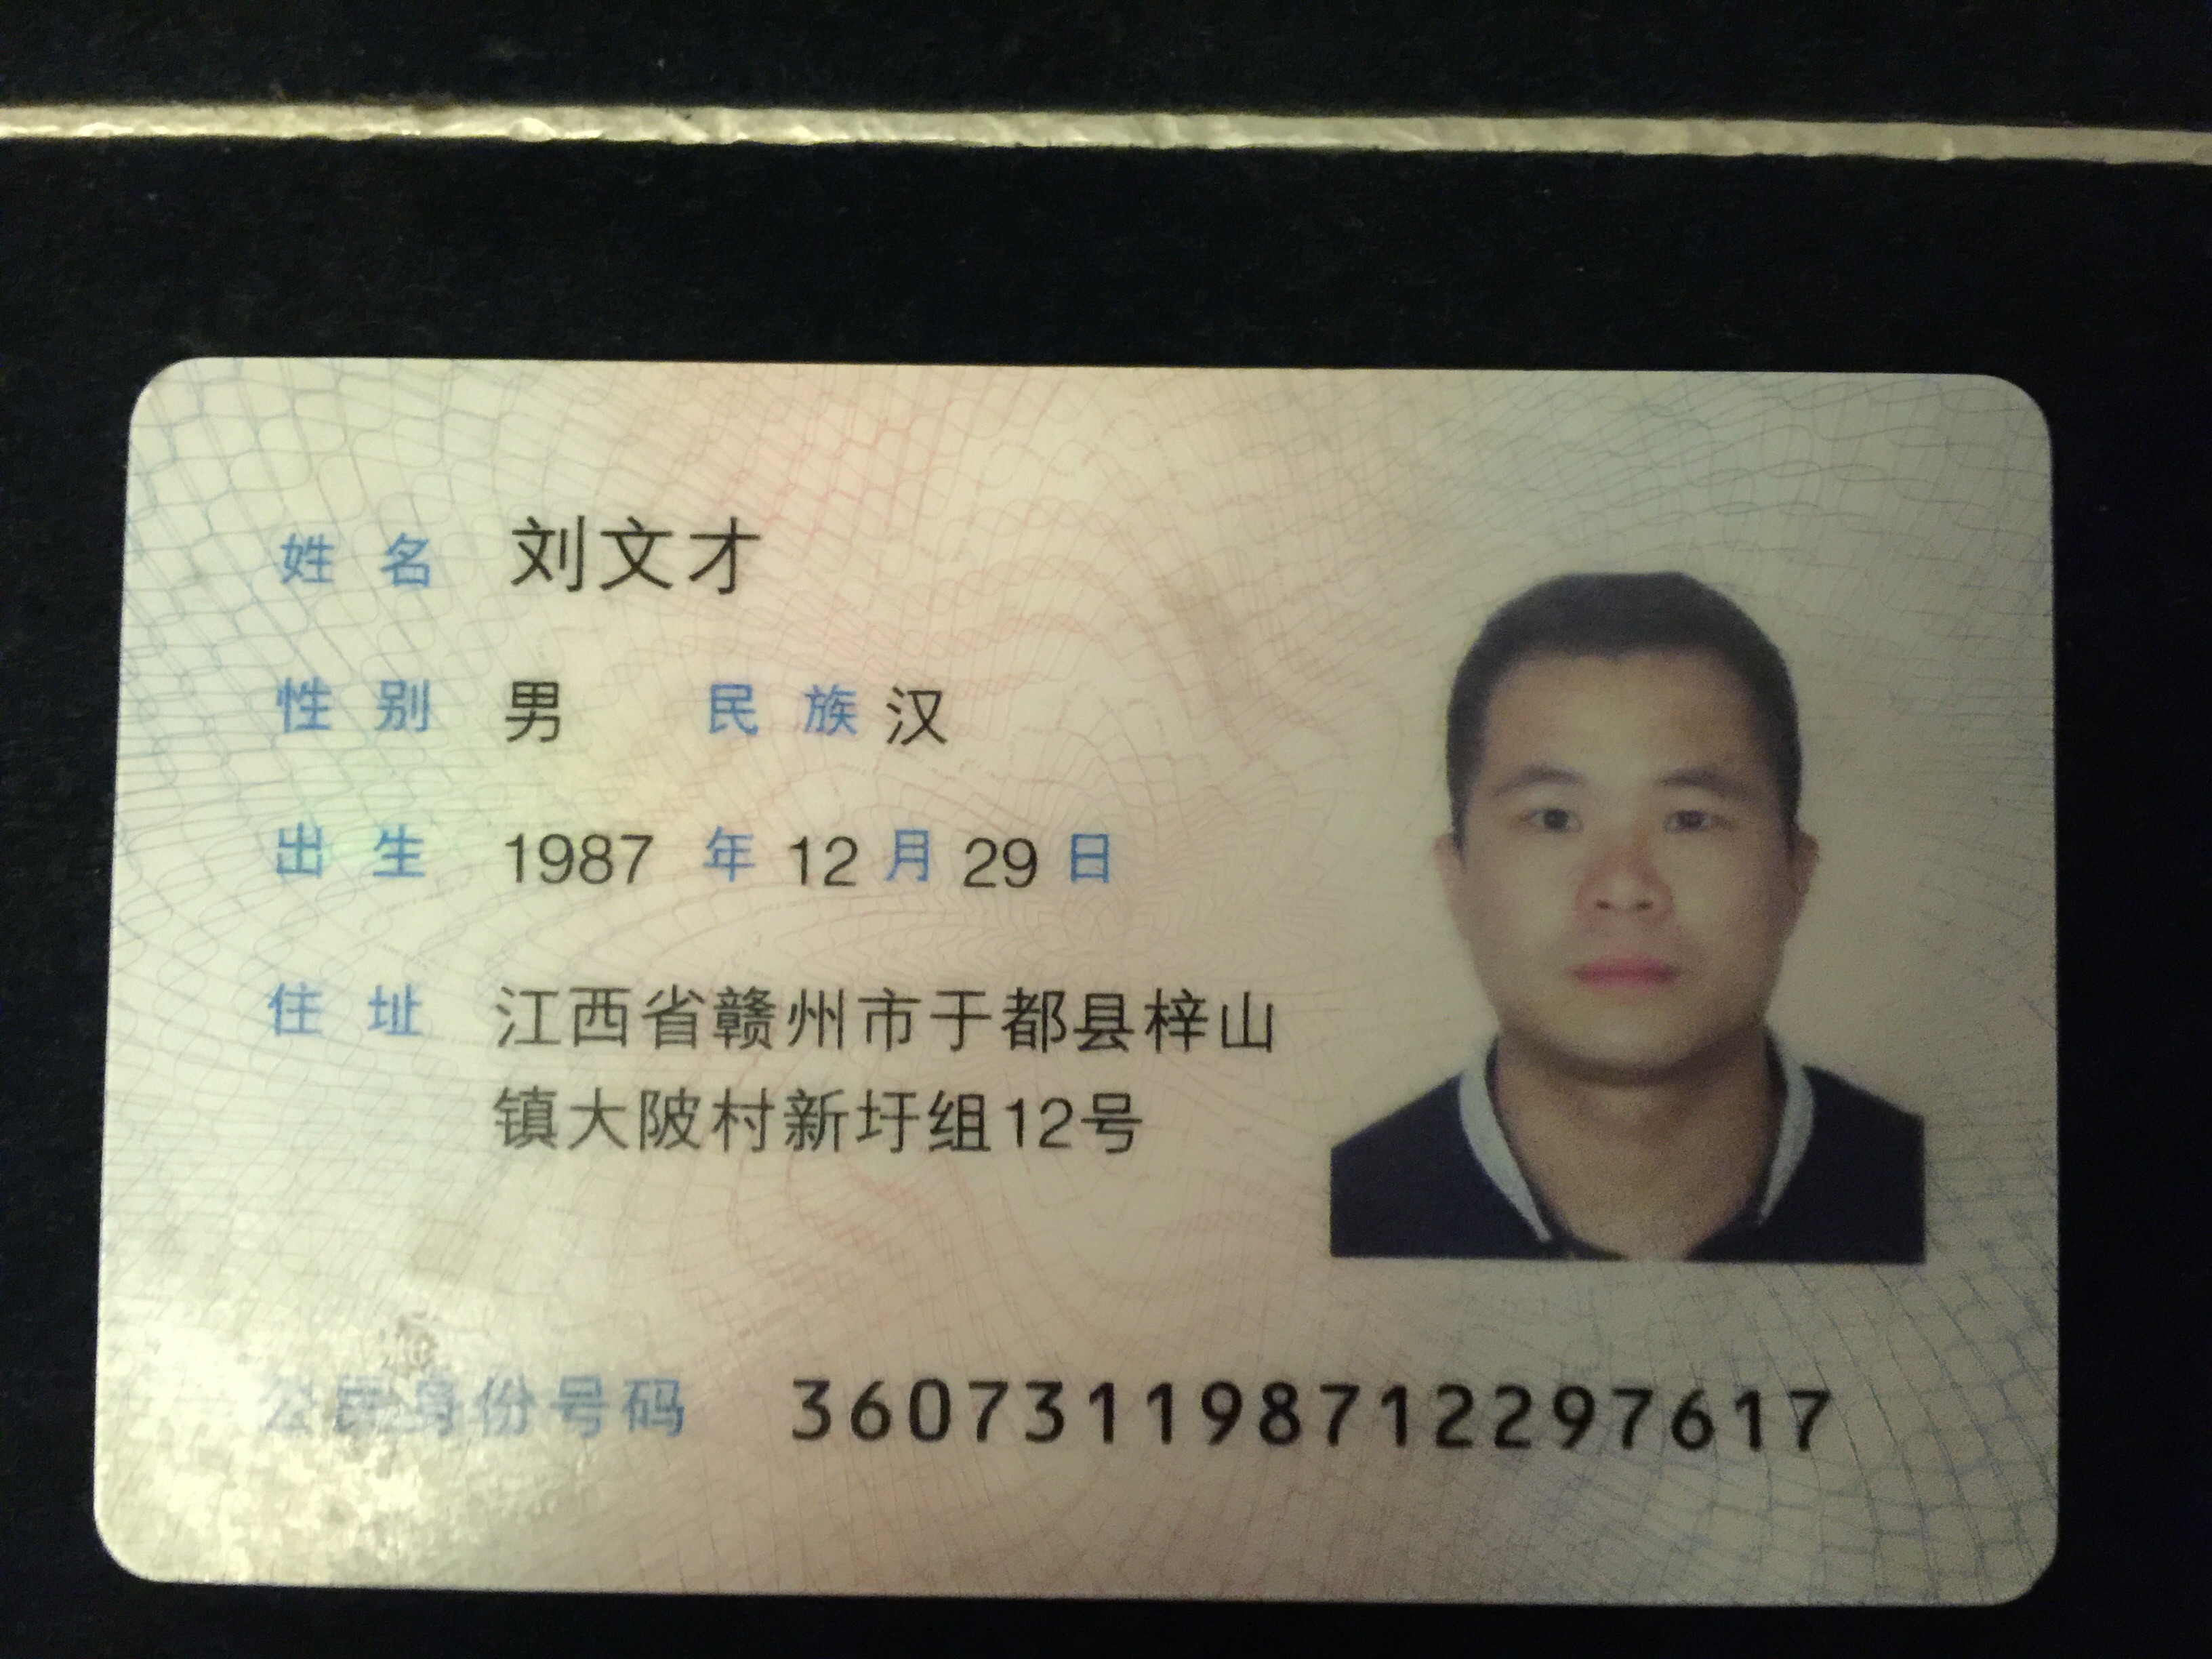 姓名 刘文才
性别 男 民族 汉
出生 1987 年 12 月 29 日
住址 江西省赣州市于都县梓山
镇大陂村新圩组12号
公民身份号码 360731198712297617